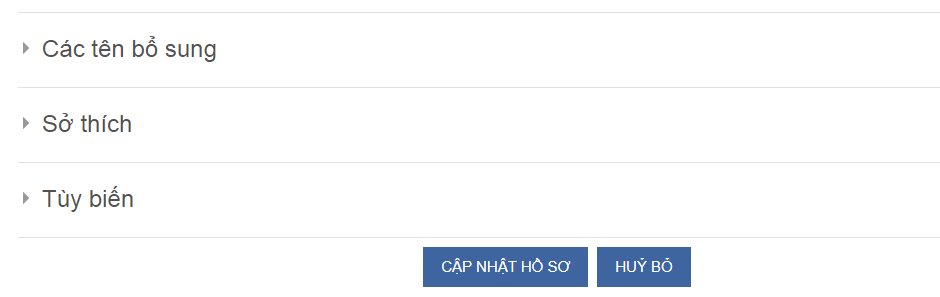 Các tên bổ sung
Sở thích
Tùy biến
CẬP NHẬT HỒ SƠ HUỶ BỎ